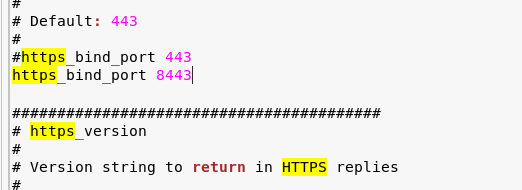 #
# Default: 443
#
#https_bind_port 443
https_bind_port 8443
#########################################
# https_version
#
# Version string to return in HTTPS replies
#